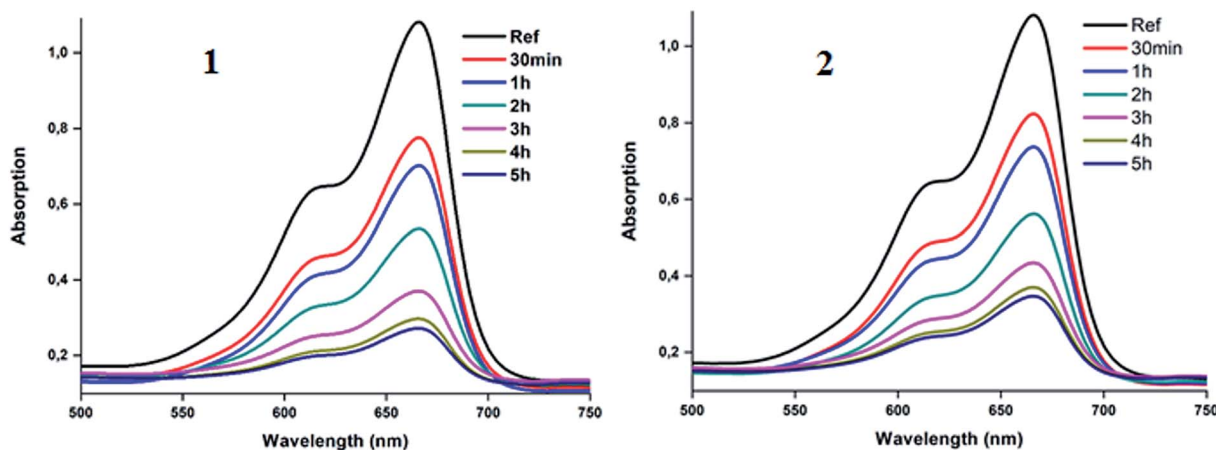 1
Ref
30min
1h
2h
3h
4h
5h
1,0
0,8
0,6
0,4
0,2
500
550
600
650
700
750
Absorption
Wavelength (nm)
2
Ref
30min
1h
2h
3h
4h
5h
1,0
0,8
0,6
0,4
0,2
500
550
600
650
700
750
Absorption
Wavelength (nm)